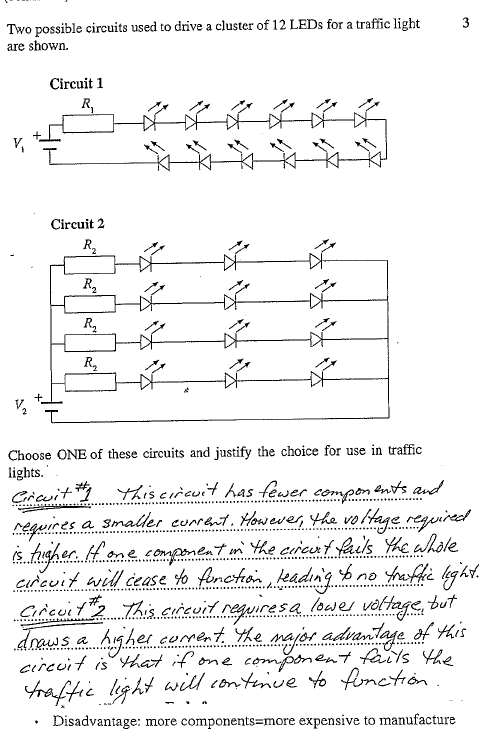 Two possible circuits used to drive a cluster of 12 LEDs for a traffic light 3
are shown.
Circuit 1
R₁
V₁ +
Circuit 2
R₂
R₂
R₂
R₂
V₂ +
Choose ONE of these circuits and justify the choice for use in traffic
lights.
Circuit #1 This circuit has fewer components and
requires a smaller current. However, the voltage required
is higher. If one component in the circuit fails the whole
circuit will cease to function, leading to no traffic light.
Circuit #2 This circuit requires a lower voltage, but
draws a higher current. The major advantage of this
circuit is that if one component fails the
traffic light will continue to function.
• Disadvantage: more components=more expensive to manufacture